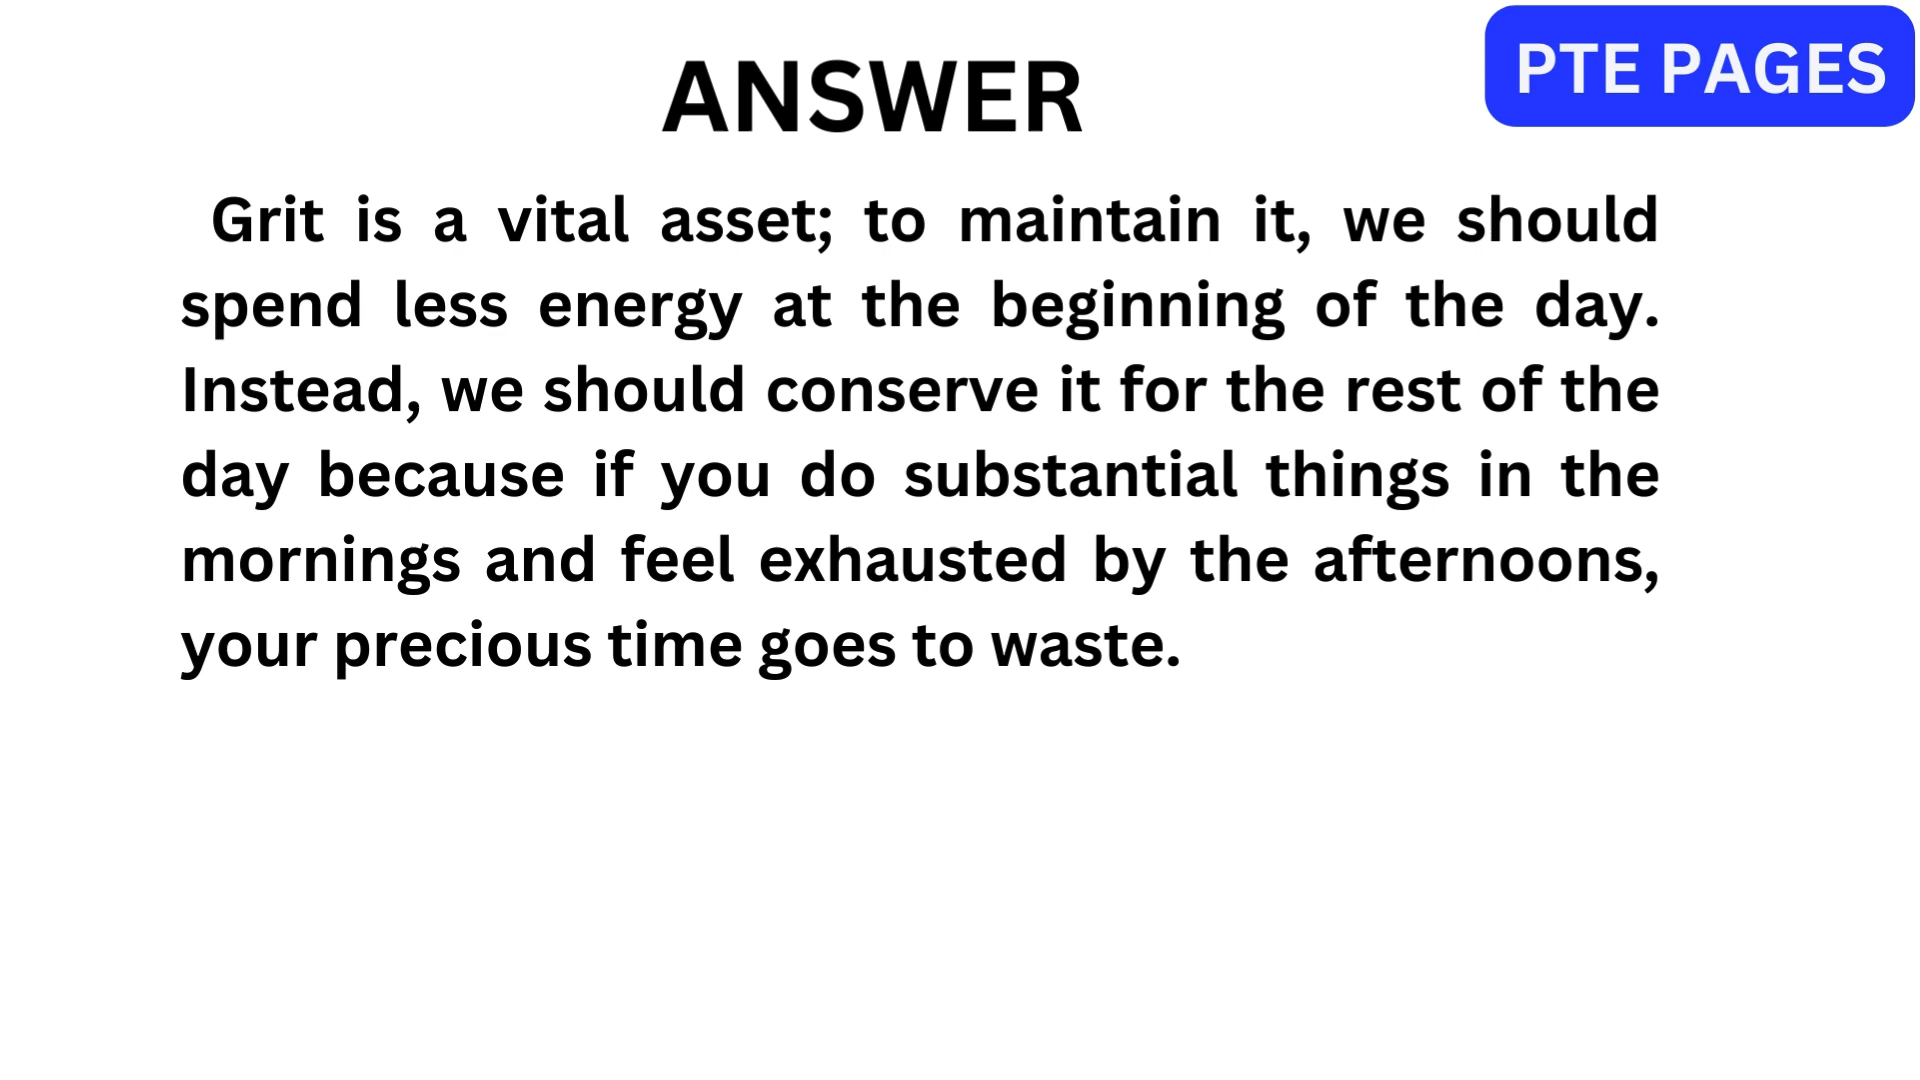 ANSWER
PTE PAGES
Grit is a vital asset; to maintain it, we should
spend less energy at the beginning of the day.
Instead, we should conserve it for the rest of the
day because if you do substantial things in the
mornings and feel exhausted by the afternoons,
your precious time goes to waste.